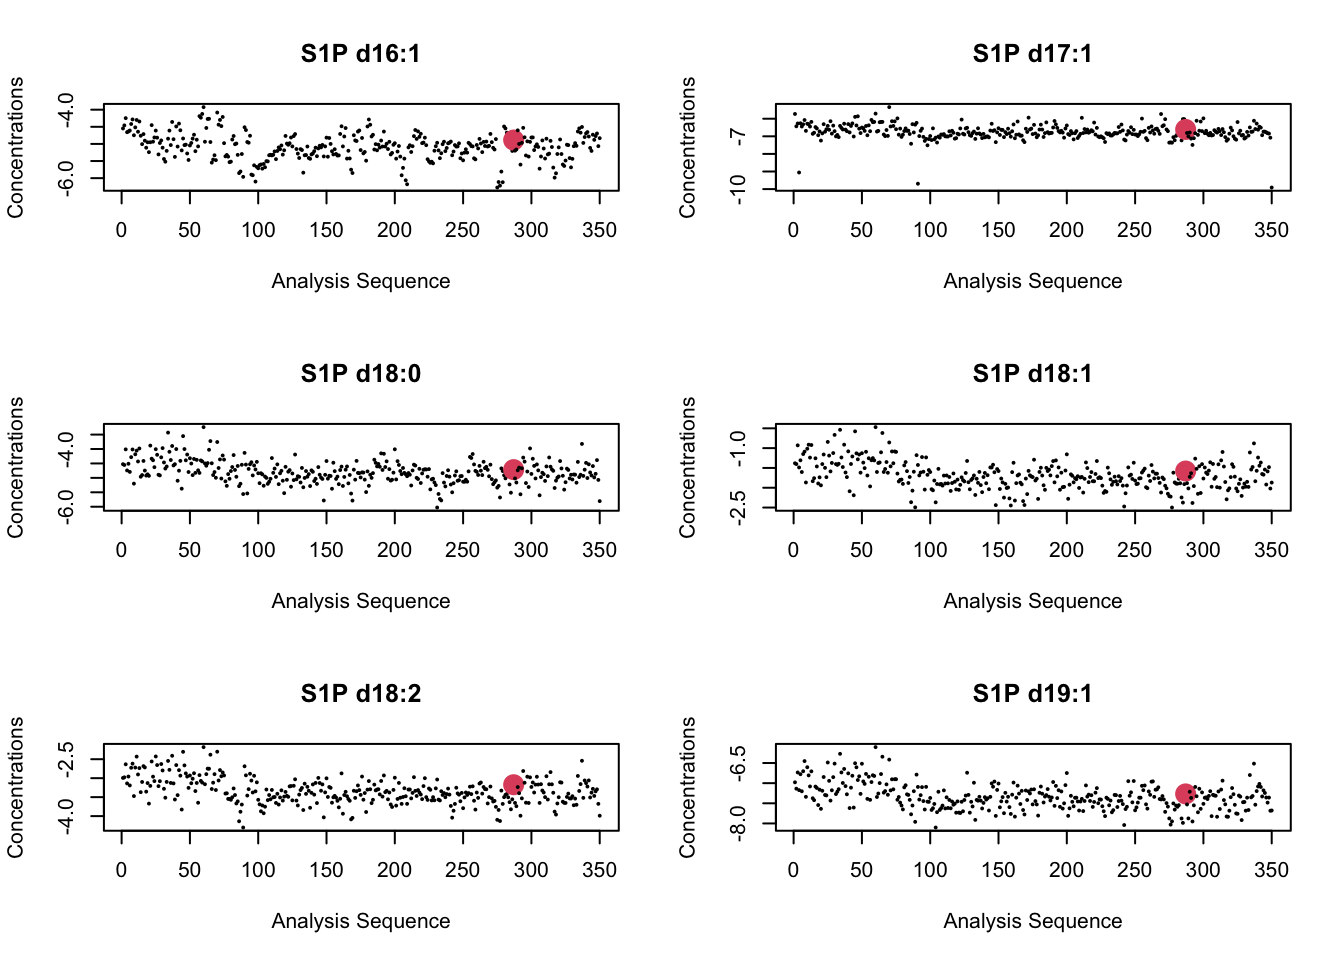 S1P d16:1
Concentrations
-4.0
-6.0
0 50 100 150 200 250 300 350
Analysis Sequence
S1P d17:1
Concentrations
-7
-10
0 50 100 150 200 250 300 350
Analysis Sequence
S1P d18:0
Concentrations
-4.0
-6.0
0 50 100 150 200 250 300 350
Analysis Sequence
S1P d18:1
Concentrations
-1.0
-2.5
0 50 100 150 200 250 300 350
Analysis Sequence
S1P d18:2
Concentrations
-2.5
-4.0
0 50 100 150 200 250 300 350
Analysis Sequence
S1P d19:1
Concentrations
-6.5
-8.0
0 50 100 150 200 250 300 350
Analysis Sequence